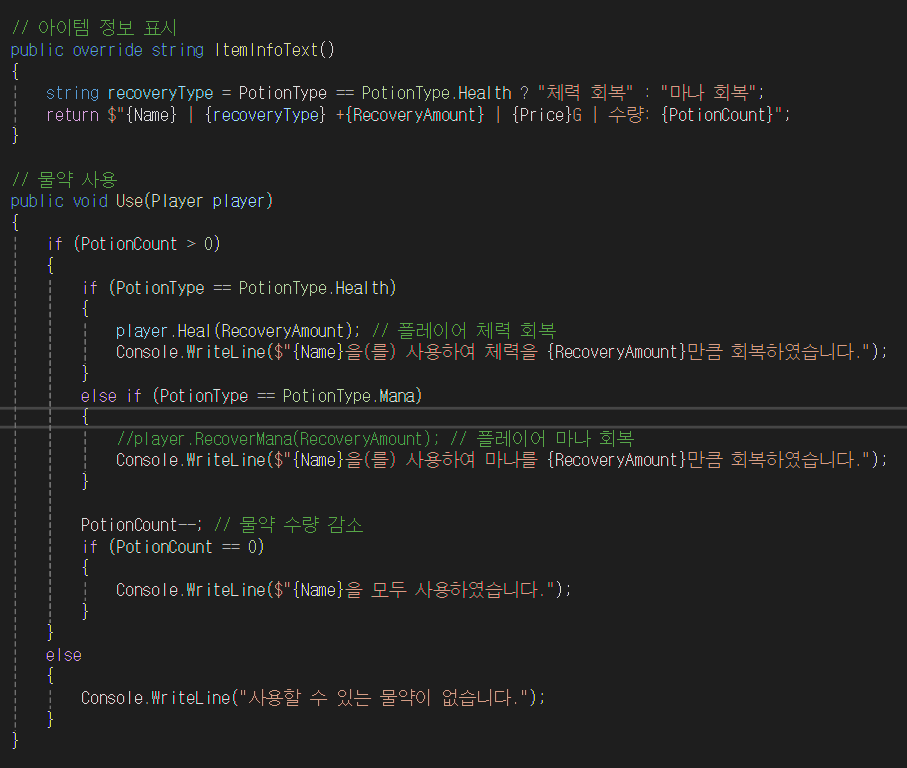 // 아이템 정보 표시
public override string ItemInfoText()
{
string recoveryType = PotionType == PotionType.Health ? "체력 회복" : "마나 회복";
return $"{Name} | {recoveryType} +{RecoveryAmount} | {Price}G | 수량: {PotionCount}";
}
// 물약 사용
public void Use(Player player)
{
if (PotionCount > 0)
{
if (PotionType == PotionType.Health)
{
player.Heal(RecoveryAmount); // 플레이어 체력 회복
Console.WriteLine($"{Name}을(를) 사용하여 체력을 {RecoveryAmount}만큼 회복하였습니다.");
}
else if (PotionType == PotionType.Mana)
{
//player.RecoverMana(RecoveryAmount); // 플레이어 마나 회복
Console.WriteLine($"{Name}을(를) 사용하여 마나를 {RecoveryAmount}만큼 회복하였습니다.");
}
PotionCount--; // 물약 수량 감소
if (PotionCount == 0)
{
Console.WriteLine($"{Name}을 모두 사용하였습니다.");
}
}
else
{
Console.WriteLine("사용할 수 있는 물약이 없습니다.");
}
}